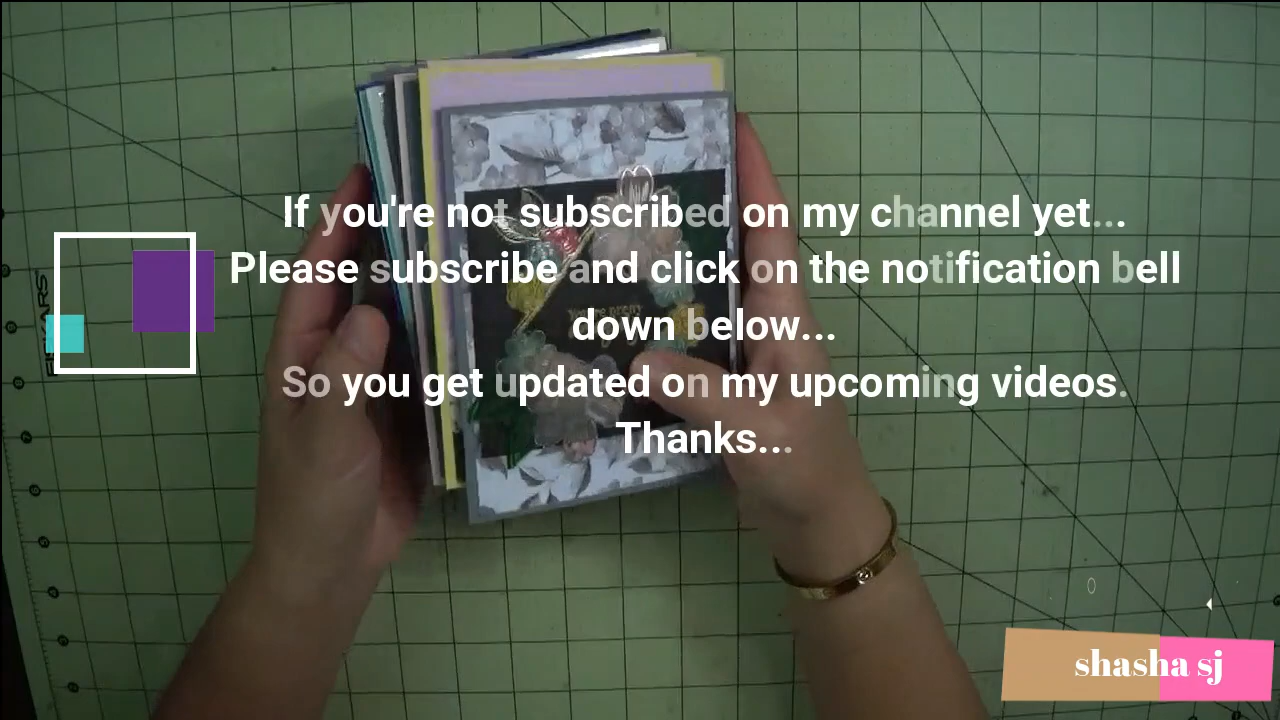 If you're not subscribed on my channel yet...
Please subscribe and click on the notification bell
down below...
So you get updated on my upcoming videos.
Thanks...
FISKARS
shasha sj